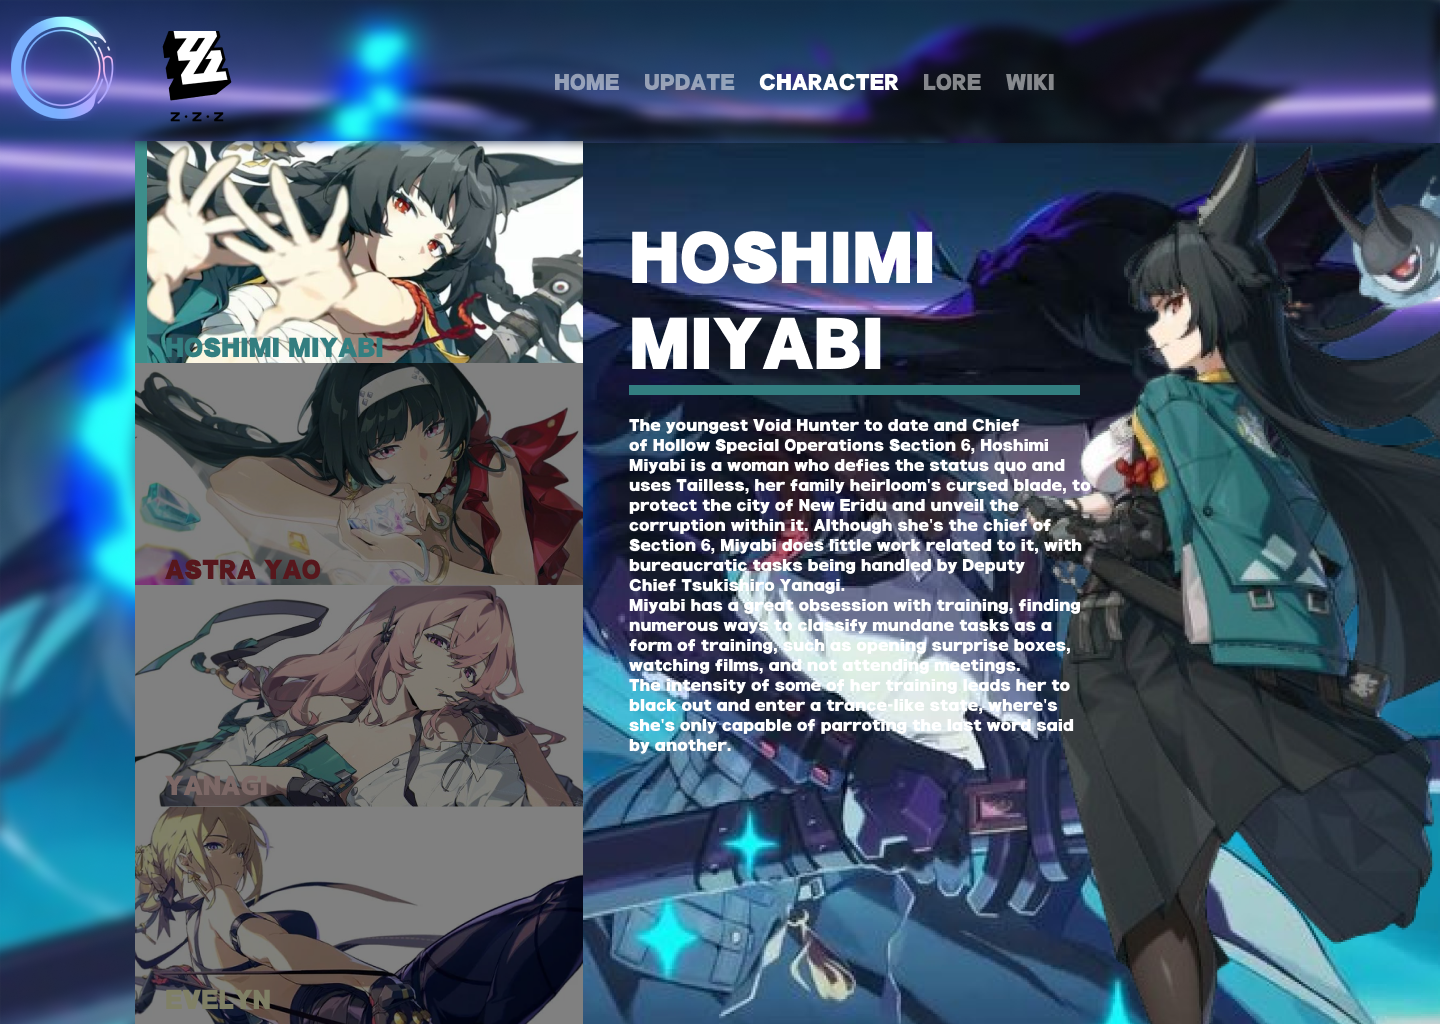 Z·Z·Z
HOME UPDATE CHARACTER LORE WIKI
HOSHIMI MIYABI
ASTRA YAO
YANAGI
EVELYN
HOSHIMI
MIYABI
The youngest Void Hunter to date and Chief
of Hollow Special Operations Section 6, Hoshimi
Miyabi is a woman who defies the status quo and
uses Tailless, her family heirloom's cursed blade, to
protect the city of New Eridu and unveil the
corruption within it. Although she's the chief of
Section 6, Miyabi does little work related to it, with
bureaucratic tasks being handled by Deputy
Chief Tsukishiro Yanagi.
Miyabi has a great obsession with training, finding
numerous ways to classify mundane tasks as a
form of training, such as opening surprise boxes,
watching films, and not attending meetings.
The intensity of some of her training leads her to
black out and enter a trance-like state, where's
she's only capable of parroting the last word said
by another.